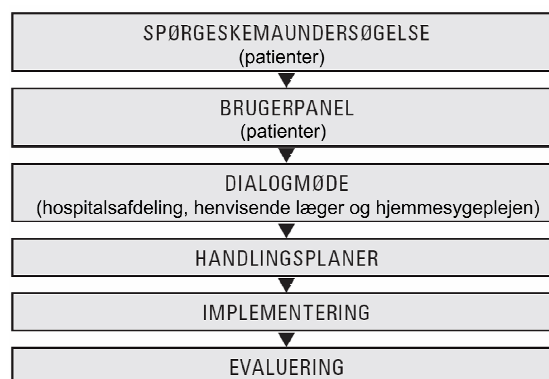 SPØRGESKEMAUNDERSØGELSE
(patienter)
BRUGERPANEL
(patienter)
DIALOGMØDE
(hospitalsafdeling, henvisende læger og hjemmesygeplejen)
HANDLINGSPLANER
IMPLEMENTERING
EVALUERING